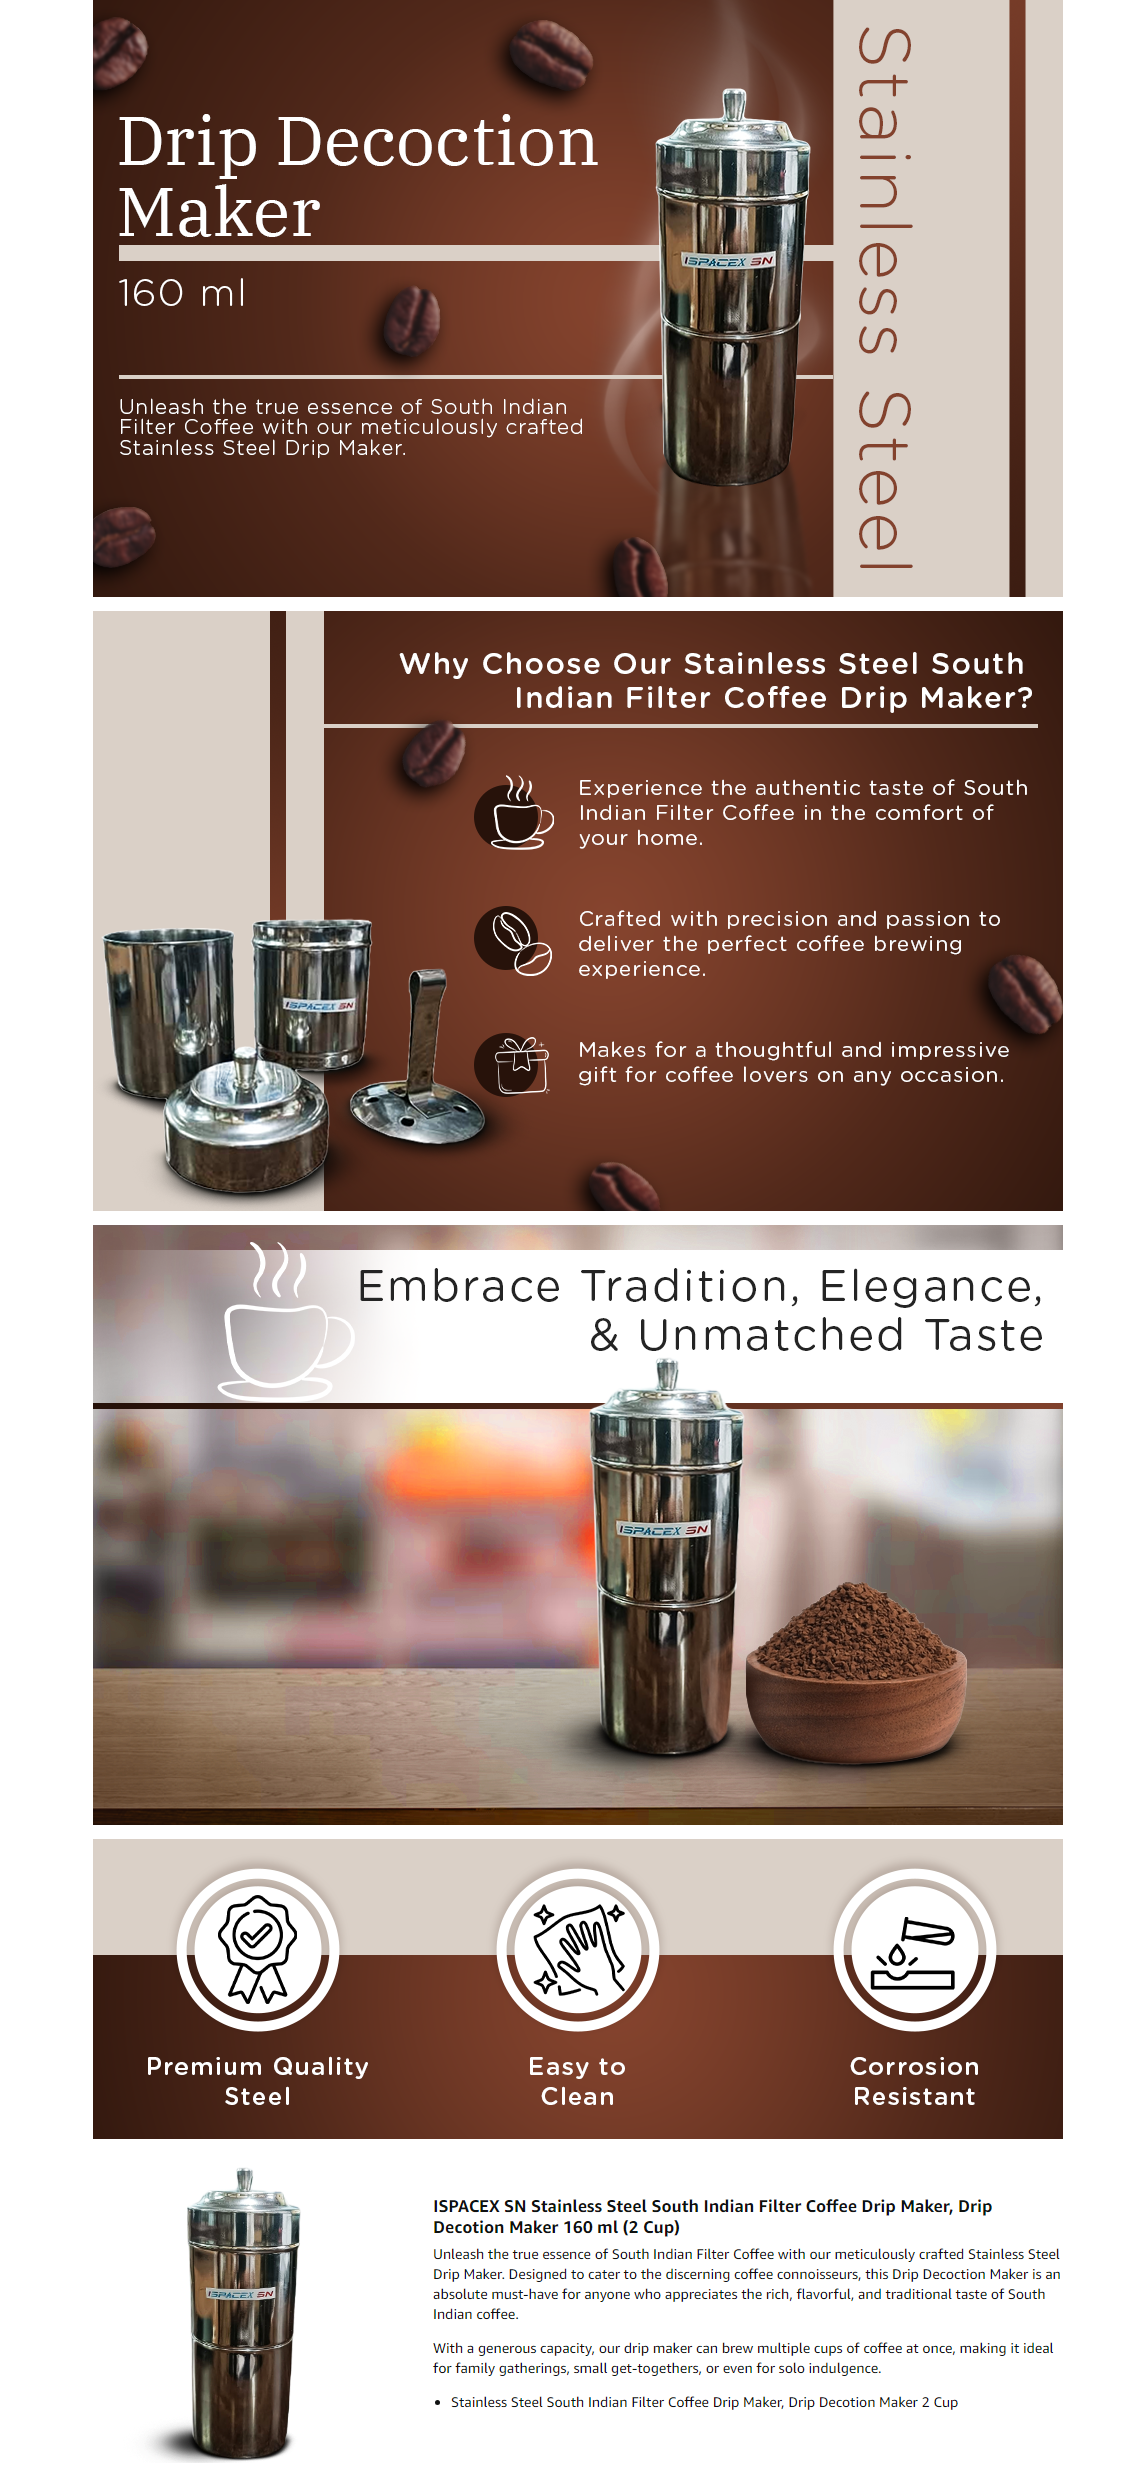 Drip Decoction
Maker
160 ml
Unleash the true essence of South Indian
Filter Coffee with our meticulously crafted
Stainless Steel Drip Maker.
ISPACEX SN
Stainless Steel
Why Choose Our Stainless Steel South
Indian Filter Coffee Drip Maker?
Experience the authentic taste of South
Indian Filter Coffee in the comfort of
your home.
Crafted with precision and passion to
deliver the perfect coffee brewing
experience.
Makes for a thoughtful and impressive
gift for coffee lovers on any occasion.
ISPACEX SN
Embrace Tradition, Elegance,
& Unmatched Taste
ISPACEX SN
Premium Quality
Steel
Easy to
Clean
Corrosion
Resistant
ISPACEX SN
ISPACEX SN Stainless Steel South Indian Filter Coffee Drip Maker, Drip
Decotion Maker 160 ml (2 Cup)
Unleash the true essence of South Indian Filter Coffee with our meticulously crafted Stainless Steel
Drip Maker. Designed to cater to the discerning coffee connoisseurs, this Drip Decoction Maker is an
absolute must-have for anyone who appreciates the rich, flavorful, and traditional taste of South
Indian coffee.
With a generous capacity, our drip maker can brew multiple cups of coffee at once, making it ideal
for family gatherings, small get-togethers, or even for solo indulgence.
• Stainless Steel South Indian Filter Coffee Drip Maker, Drip Decotion Maker 2 Cup